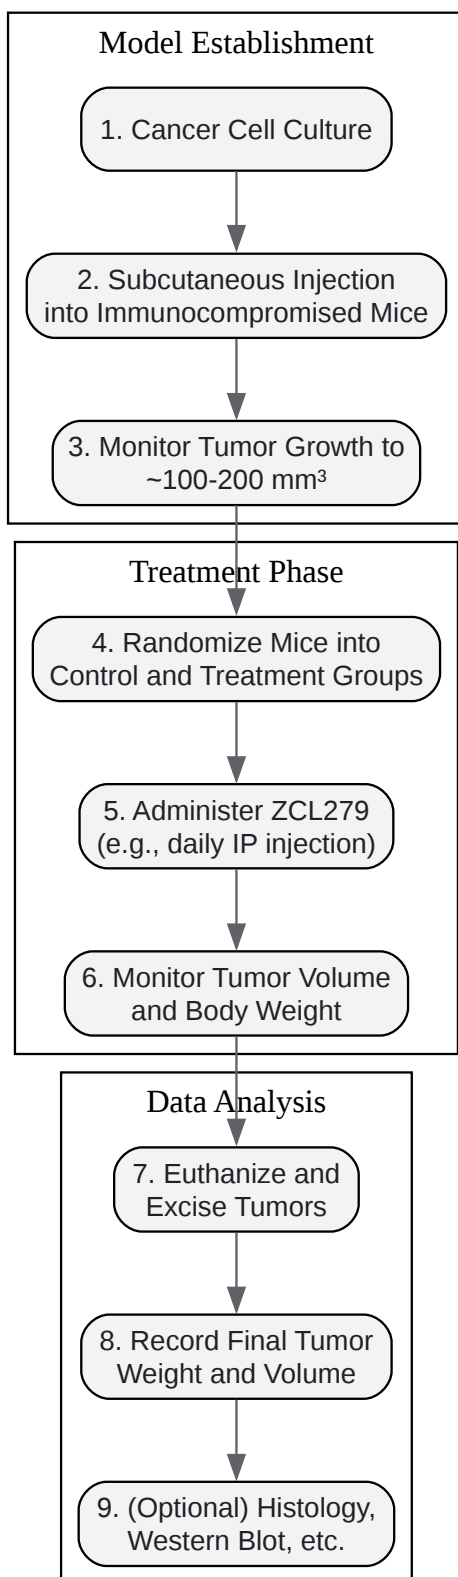 Model Establishment
1. Cancer Cell Culture
2. Subcutaneous Injection
into Immunocompromised Mice
3. Monitor Tumor Growth to
~100-200 mm³
Treatment Phase
4. Randomize Mice into
Control and Treatment Groups
5. Administer ZCL279
(e.g., daily IP injection)
6. Monitor Tumor Volume
and Body Weight
Data Analysis
7. Euthanize and
Excise Tumors
8. Record Final Tumor
Weight and Volume
9. (Optional) Histology,
Western Blot, etc.